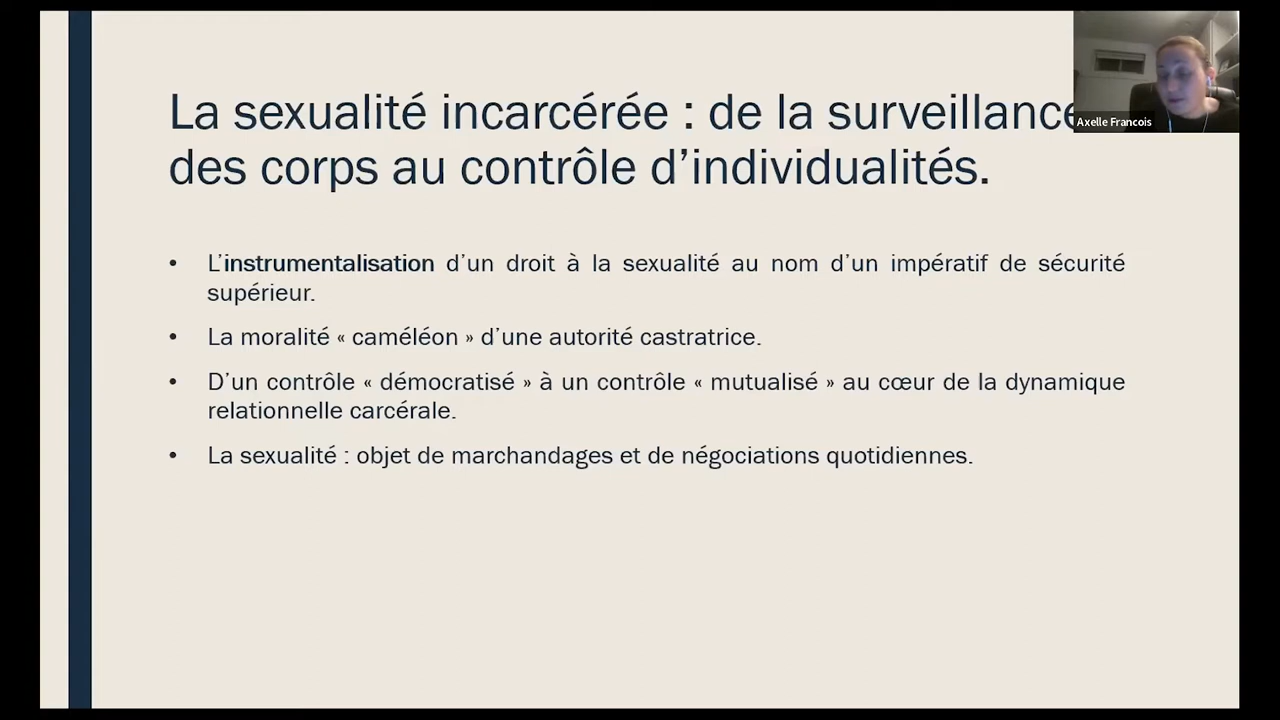 La sexualité incarcérée : de la surveillance
des corps au contrôle d’individualités.
Axelle Francois
• L’instrumentalisation d’un droit à la sexualité au nom d’un impératif de sécurité
supérieur.
• La moralité « caméléon » d’une autorité castratrice.
• D’un contrôle « démocratisé » à un contrôle « mutualisé » au cœur de la dynamique
relationnelle carcérale.
• La sexualité : objet de marchandages et de négociations quotidiennes.